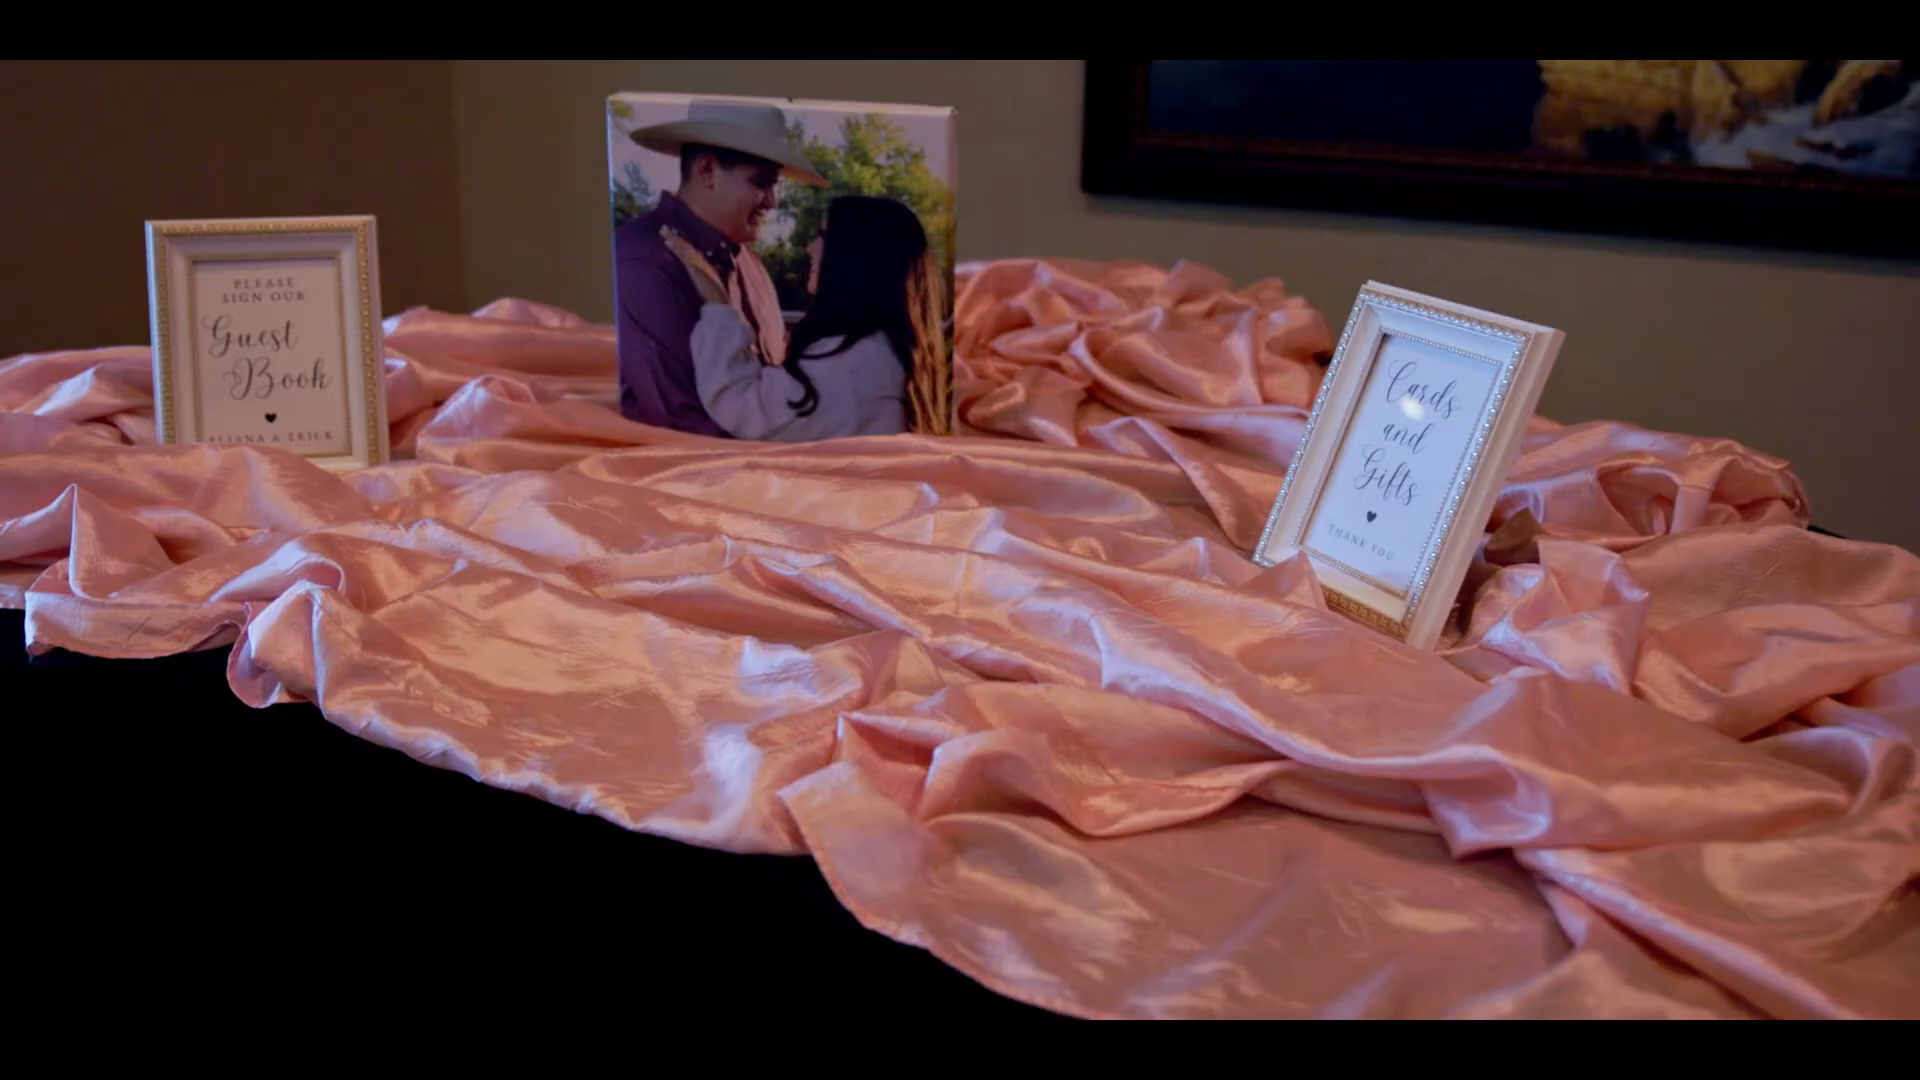 PLEASE
SIGN OUR
Guest
Book
& ERICK
Cards
and
Gifts
THANK YOU